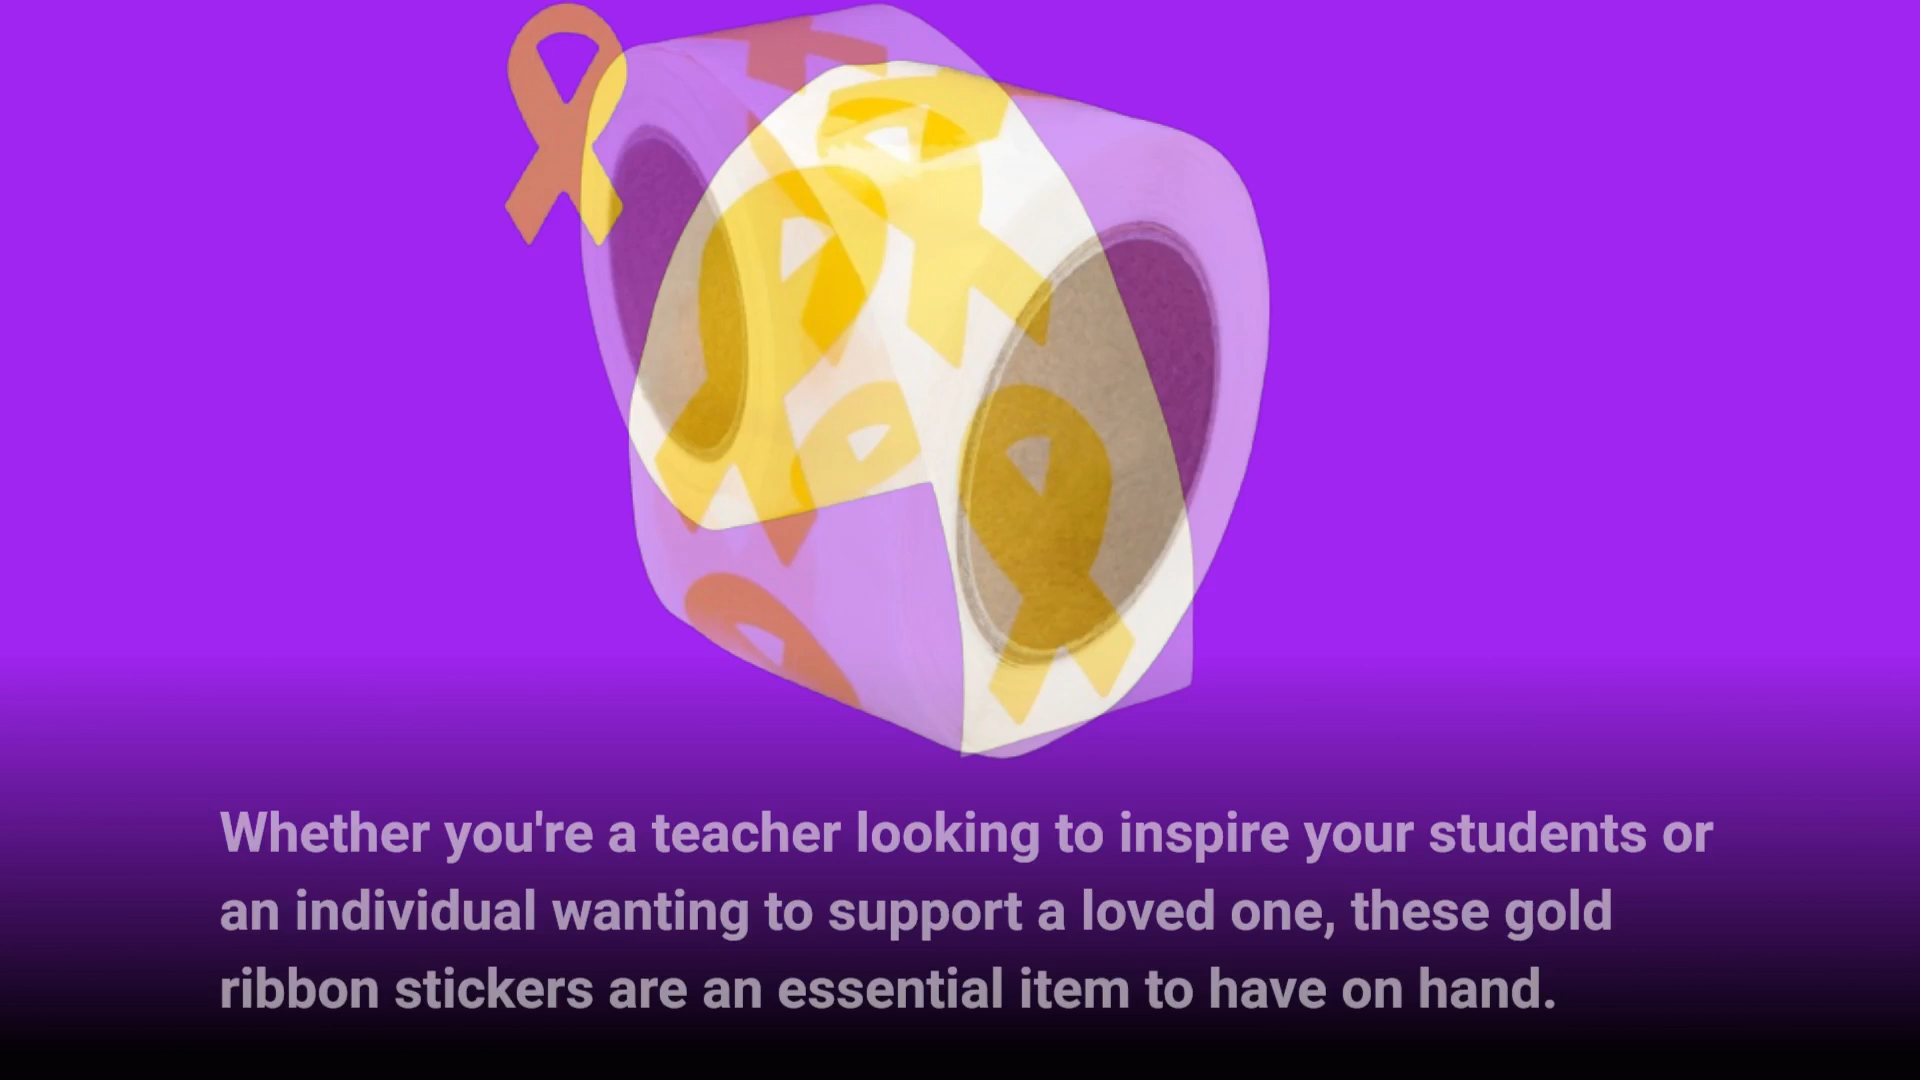 Whether you're a teacher looking to inspire your students or
an individual wanting to support a loved one, these gold
ribbon stickers are an essential item to have on hand.